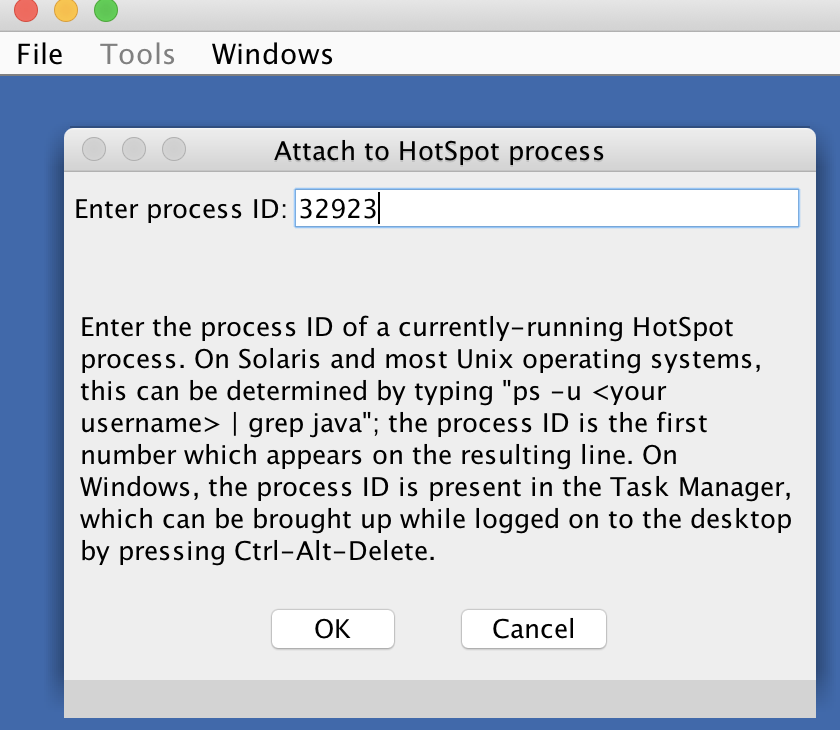 File Tools Windows
Attach to HotSpot process
Enter process ID: 32923
Enter the process ID of a currently-running HotSpot
process. On Solaris and most Unix operating systems,
this can be determined by typing "ps -u <your
username> | grep java"; the process ID is the first
number which appears on the resulting line. On
Windows, the process ID is present in the Task Manager,
which can be brought up while logged on to the desktop
by pressing Ctrl-Alt-Delete.
OK Cancel